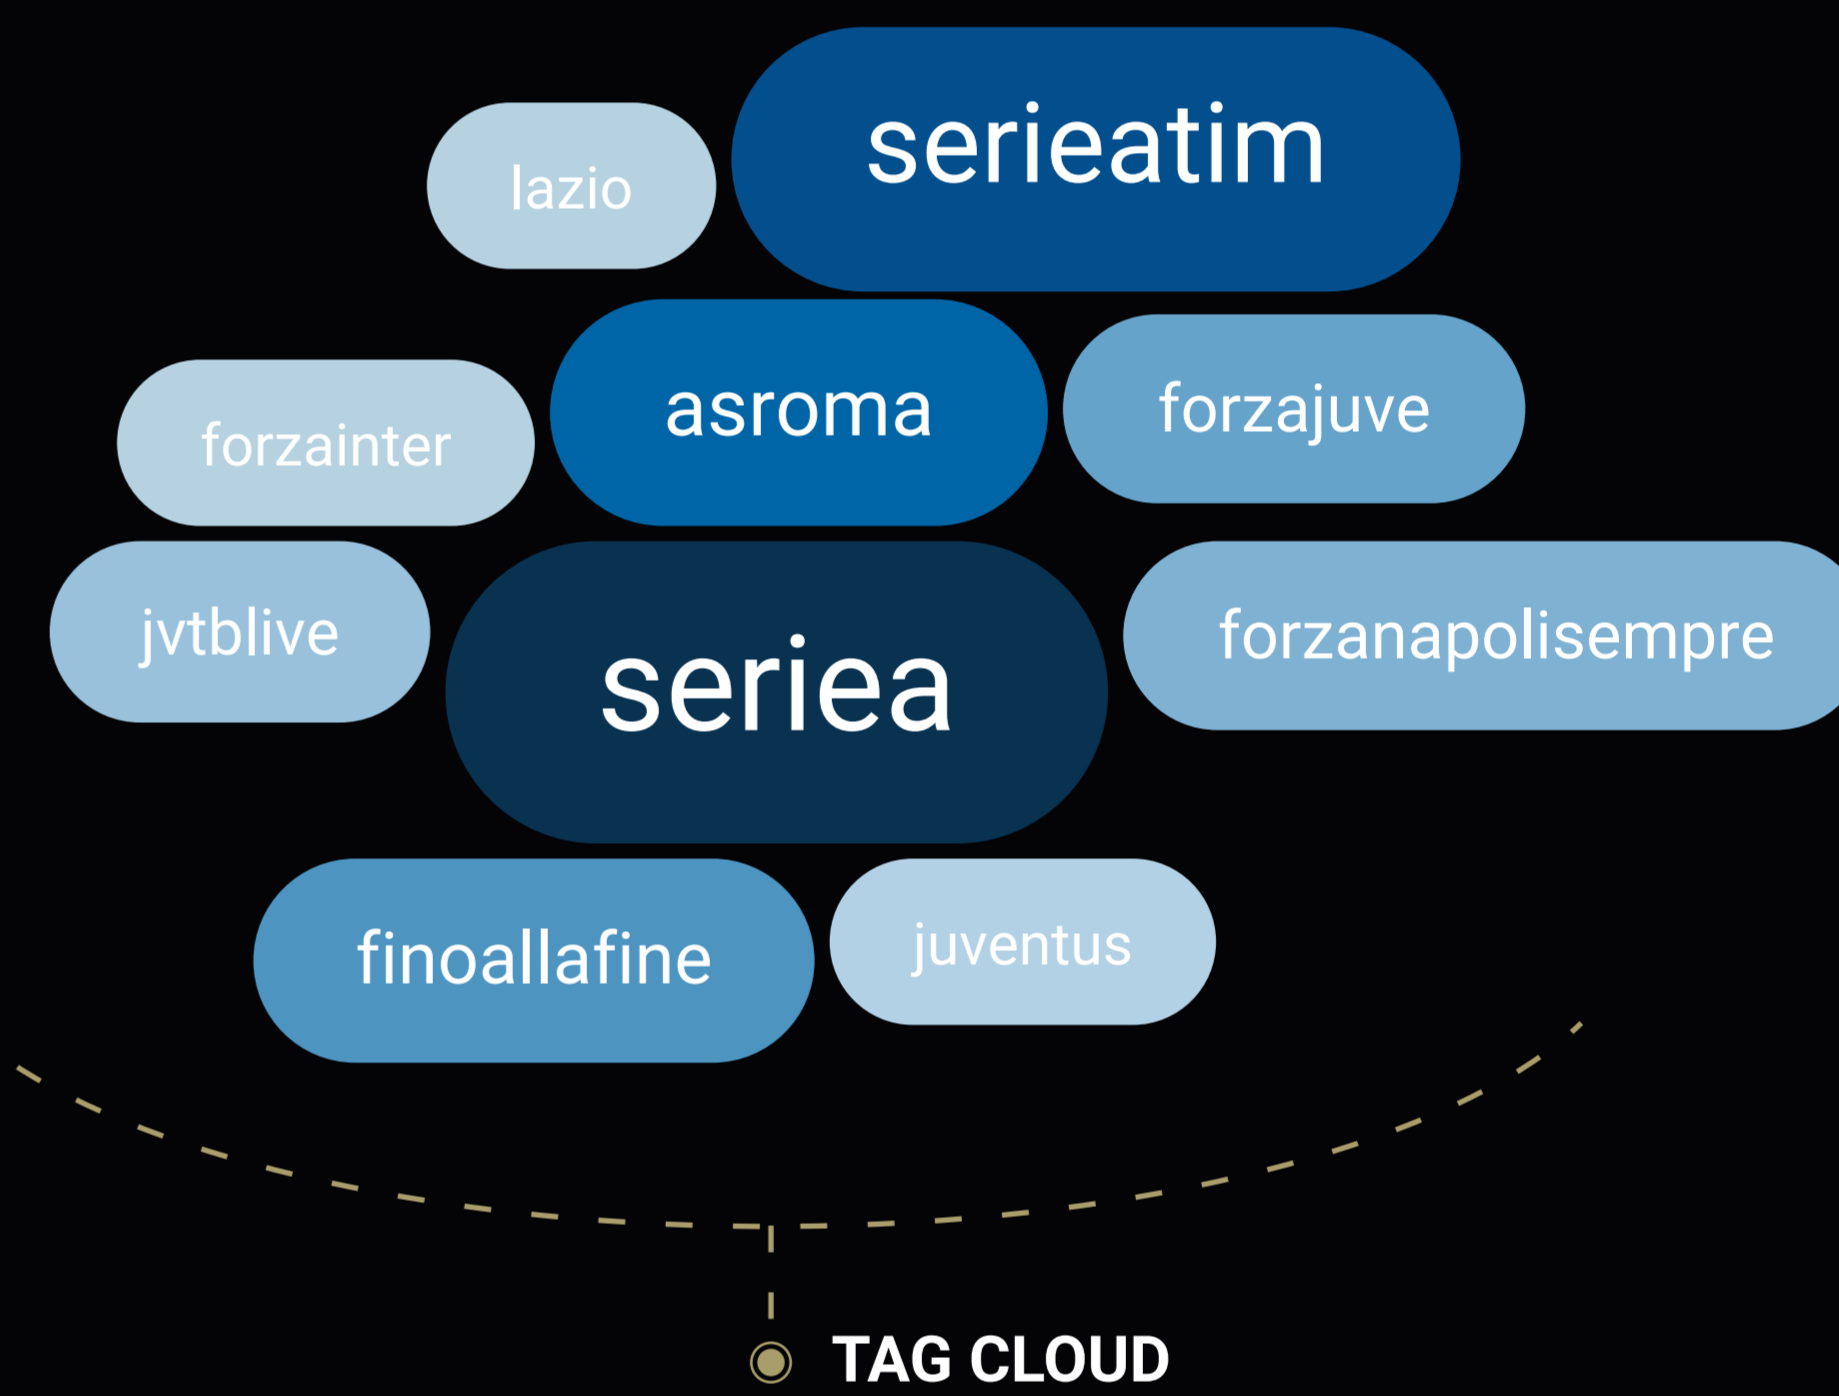 serieatim
lazio
asroma
forzajuve
forzainter
jvtblive
seriea
forzanapolisempre
finoallafine
juventus
TAG CLOUD